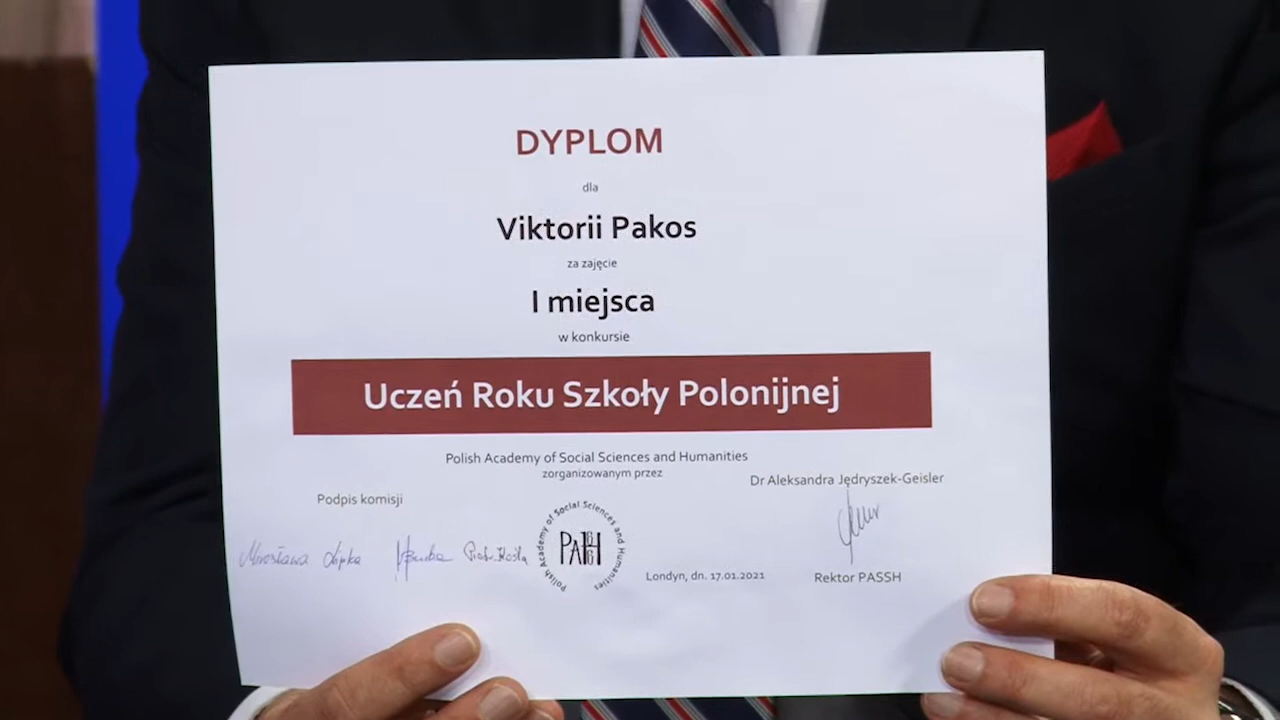 DYPLOM
dla
Viktorii Pakos
za zajęcie
I miejsca
w konkursie
Uczeń Roku Szkoły Polonijnej
Polish Academy of Social Sciences and Humanities
zorganizowanym przez
Dr Aleksandra Jędryszek-Geisler
Podpis komisji
Mirosława Lipka
Polish Academy of Social Sciences and Humanities
Londyn, dn. 17.01.2021
Rektor PASSH